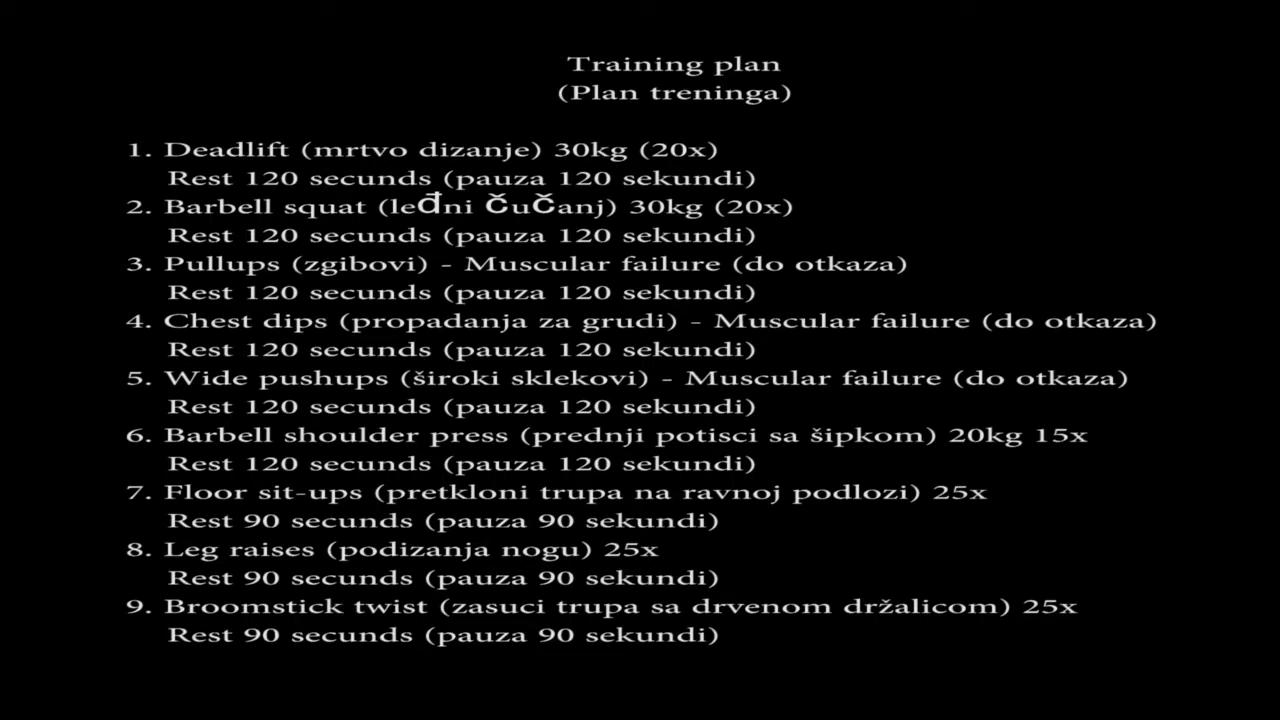 Training plan
(Plan treninga)
1. Deadlift (mrtvo dizanje) 30kg (20x)
Rest 120 secunds (pauza 120 sekundi)
2. Barbell squat (leđni čučanj) 30kg (20x)
Rest 120 secunds (pauza 120 sekundi)
3. Pullups (zgibovi) - Muscular failure (do otkaza)
Rest 120 secunds (pauza 120 sekundi)
4. Chest dips (propadanja za grudi) - Muscular failure (do otkaza)
Rest 120 secunds (pauza 120 sekundi)
5. Wide pushups (široki sklekovi) - Muscular failure (do otkaza)
Rest 120 secunds (pauza 120 sekundi)
6. Barbell shoulder press (prednji potisci sa šipkom) 20kg 15x
Rest 120 secunds (pauza 120 sekundi)
7. Floor sit-ups (pretkloni trupa na ravnoj podlozi) 25x
Rest 90 secunds (pauza 90 sekundi)
8. Leg raises (podizanja nogu) 25x
Rest 90 secunds (pauza 90 sekundi)
9. Broomstick twist (zasuci trupa sa drvenom držalicom) 25x
Rest 90 secunds (pauza 90 sekundi)